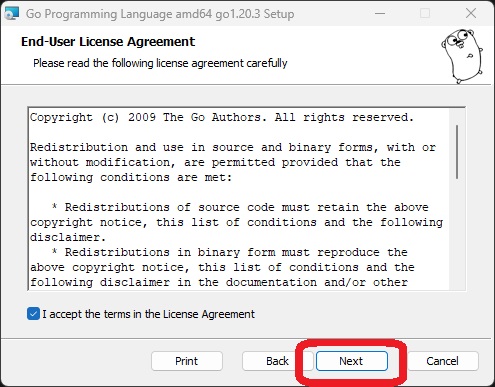 Go Programming Language amd64 go1.20.3 Setup
End-User License Agreement
Please read the following license agreement carefully
Copyright (c) 2009 The Go Authors. All rights reserved.
Redistribution and use in source and binary forms, with or
without modification, are permitted provided that the
following conditions are met:
* Redistributions of source code must retain the above
copyright notice, this list of conditions and the following
disclaimer.
* Redistributions in binary form must reproduce the
above copyright notice, this list of conditions and the
following disclaimer in the documentation and/or other
I accept the terms in the License Agreement
Print Back Next Cancel